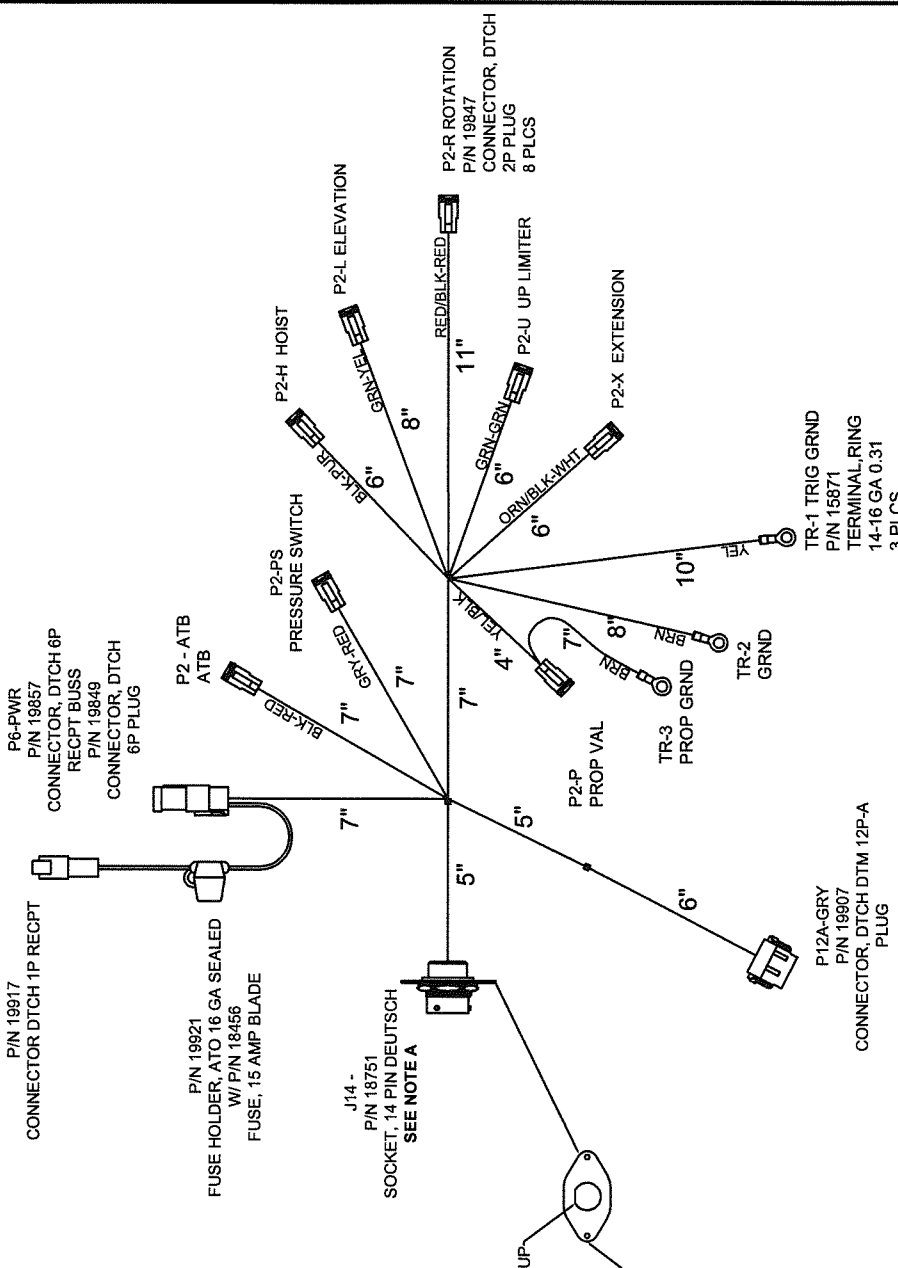 P/N 19917
CONNECTOR DTCH 1P RECPT
P6-PWR
P/N 19857
CONNECTOR, DTCH 6P
RECPT BUSS
P/N 19849
CONNECTOR, DTCH
6P PLUG
P/N 19921
FUSE HOLDER, ATO 16 GA SEALED
W/ P/N 18456
FUSE, 15 AMP BLADE
J14 -
P/N 18751
SOCKET, 14 PIN DEUTSCH
SEE NOTE A
UP
P2 - ATB
ATB
BLK-RED
7"
7"
P2-PS
PRESSURE SWITCH
GRY-RED
7"
7"
5"
5"
6"
P12A-GRY
P/N 19907
CONNECTOR, DTCH DTM 12P-A
PLUG
P2-H HOIST
BLK-PUR
6"
P2-L ELEVATION
GRN-YEL
8"
P2-R ROTATION
P/N 19847
CONNECTOR, DTCH
2P PLUG
8 PLCS
RED/BLK-RED
11"
P2-U UP LIMITER
GRN-GRN
6"
P2-X EXTENSION
ORN/BLK-WHT
6"
YEL/BLK
4"
P2-P
PROP VAL
7"
BRN
TR-3
PROP GRND
8"
BRN
TR-2
GRND
10"
YEL
TR-1 TRIG GRND
P/N 15871
TERMINAL,RING
14-16 GA 0.31
3 PLCS